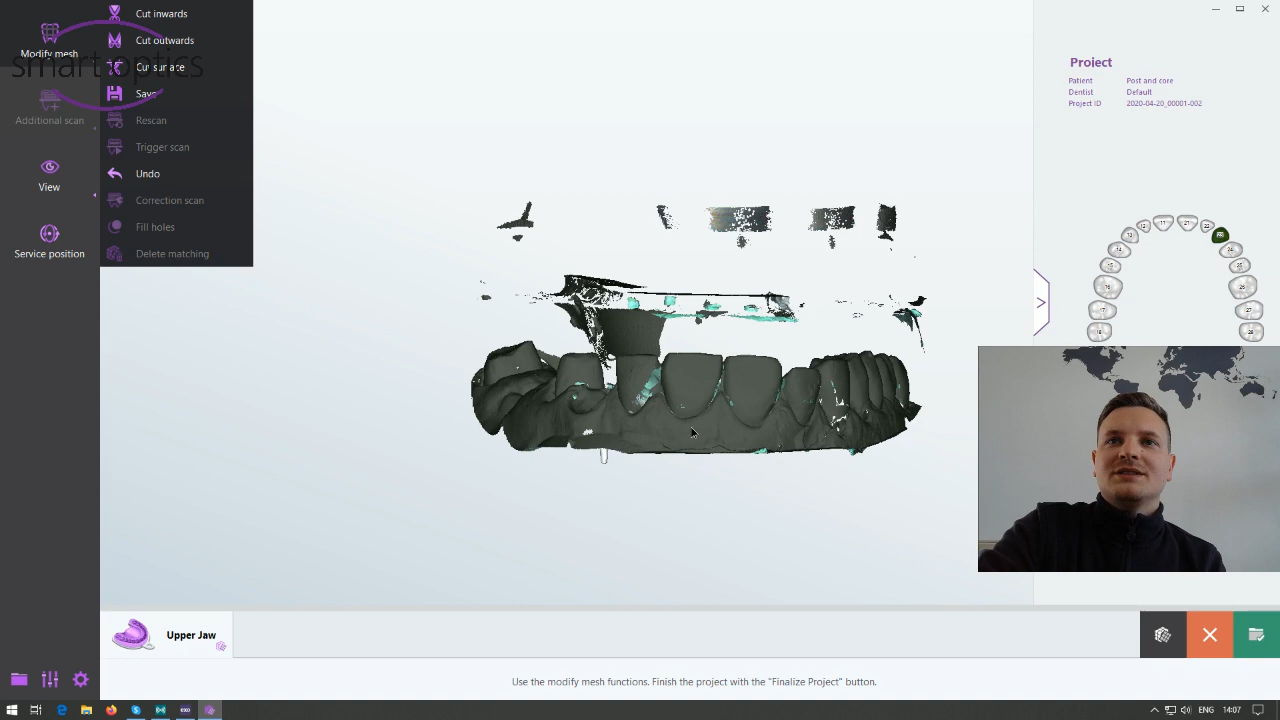 Cut inwards
Cut outwards
Modify mesh
smart optics
Cut surface
Save
Additional scan
Rescan
Trigger scan
View
Undo
Correction scan
Fill holes
Service position
Delete matching
Project
Patient Post and core
Dentist Default
Project ID 2020-04-20_00001-002
Upper Jaw
Use the modify mesh functions. Finish the project with the "Finalize Project" button.
ENG 14:07